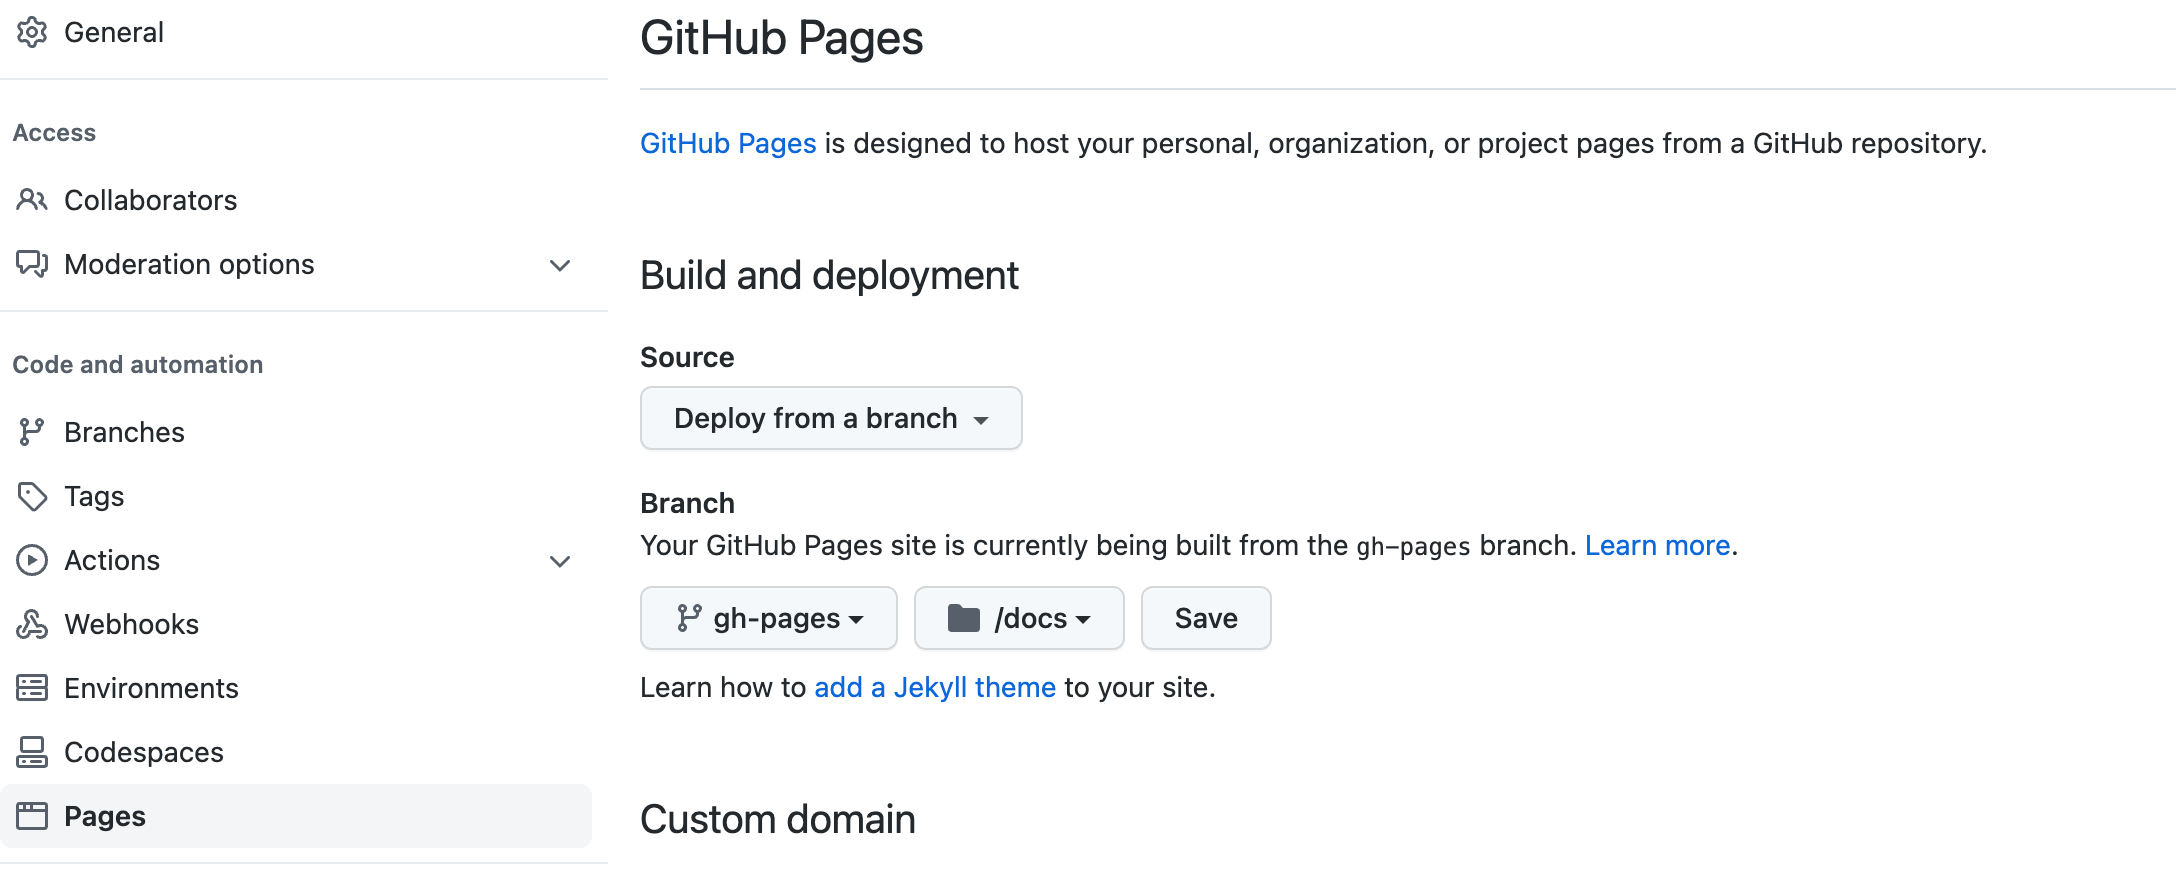 General
Access
Collaborators
Moderation options
Code and automation
Branches
Tags
Actions
Webhooks
Environments
Codespaces
Pages
GitHub Pages
GitHub Pages is designed to host your personal, organization, or project pages from a GitHub repository.
Build and deployment
Source
Deploy from a branch
Branch
Your GitHub Pages site is currently being built from the gh-pages branch. Learn more.
gh-pages /docs Save
Learn how to add a Jekyll theme to your site.
Custom domain